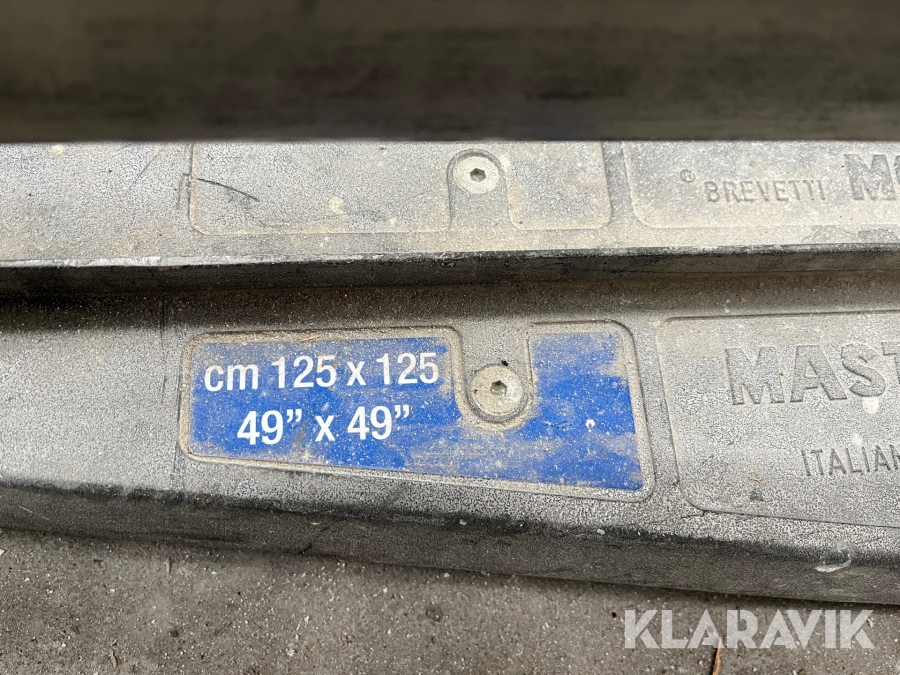 ® BREVETTI
cm 125 x 125
49” x 49”
KLARAVIK